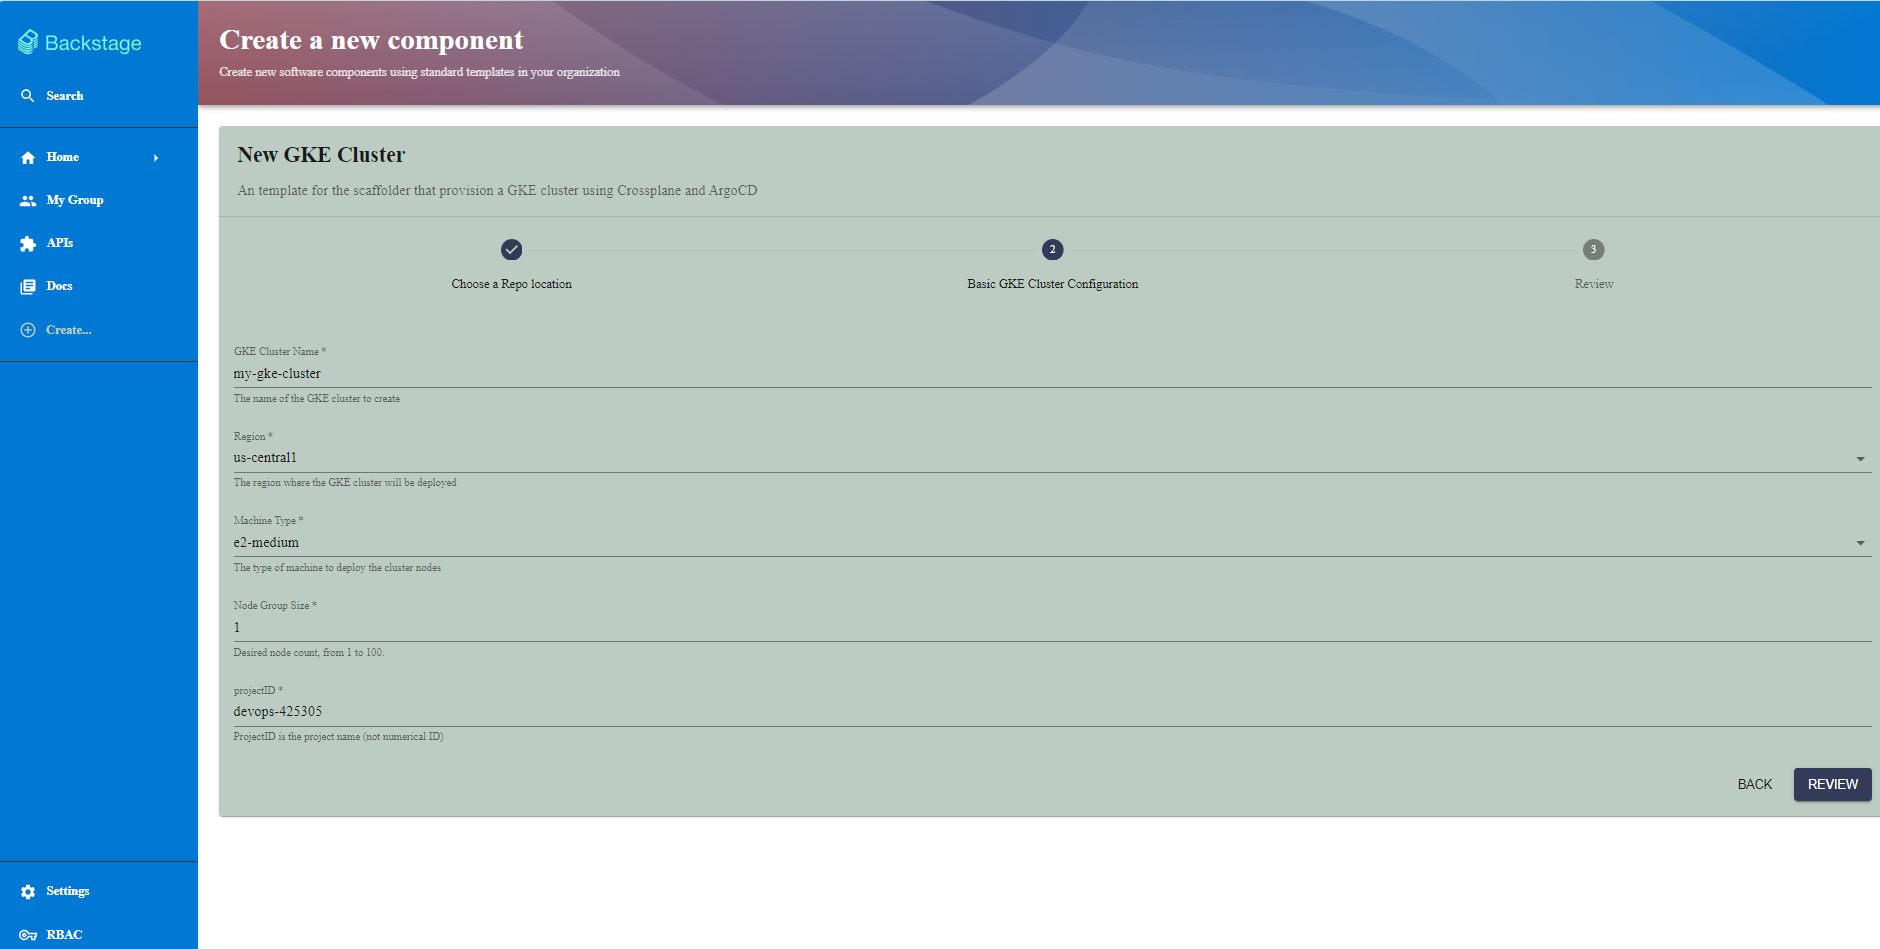 Backstage
Search
Home
My Group
APIs
Docs
Create...
Settings
RBAC
Create a new component
Create new software components using standard templates in your organization
New GKE Cluster
An template for the scaffolder that provision a GKE cluster using Crossplane and ArgoCD
2
3
Choose a Repo location
Basic GKE Cluster Configuration
Review
GKE Cluster Name *
my-gke-cluster
The name of the GKE cluster to create
Region *
us-central1
The region where the GKE cluster will be deployed
Machine Type *
e2-medium
The type of machine to deploy the cluster nodes
Node Group Size *
1
Desired node count, from 1 to 100.
projectID *
devops-425305
ProjectID is the project name (not numerical ID)
BACK
REVIEW